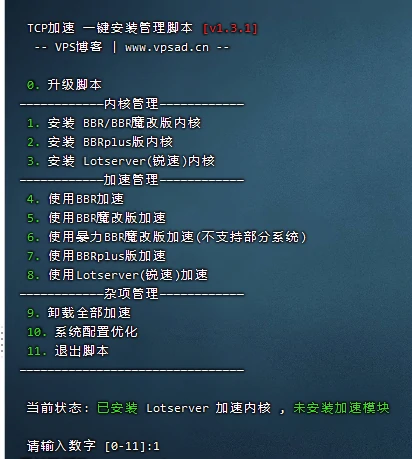 TCP加速 一键安装管理脚本 [v1.3.1]
-- VPS博客 | www.vpsad.cn --
0. 升级脚本
————————————内核管理————————————
1. 安装 BBR/BBR魔改版内核
2. 安装 BBRplus版内核
3. 安装 Lotserver(锐速)内核
————————————加速管理————————————
4. 使用BBR加速
5. 使用BBR魔改版加速
6. 使用暴力BBR魔改版加速(不支持部分系统)
7. 使用BBRplus版加速
8. 使用Lotserver(锐速)加速
————————————杂项管理————————————
9. 卸载全部加速
10. 系统配置优化
11. 退出脚本
————————————————————————————————
当前状态: 已安装 Lotserver 加速内核 , 未安装加速模块
请输入数字 [0-11]:1